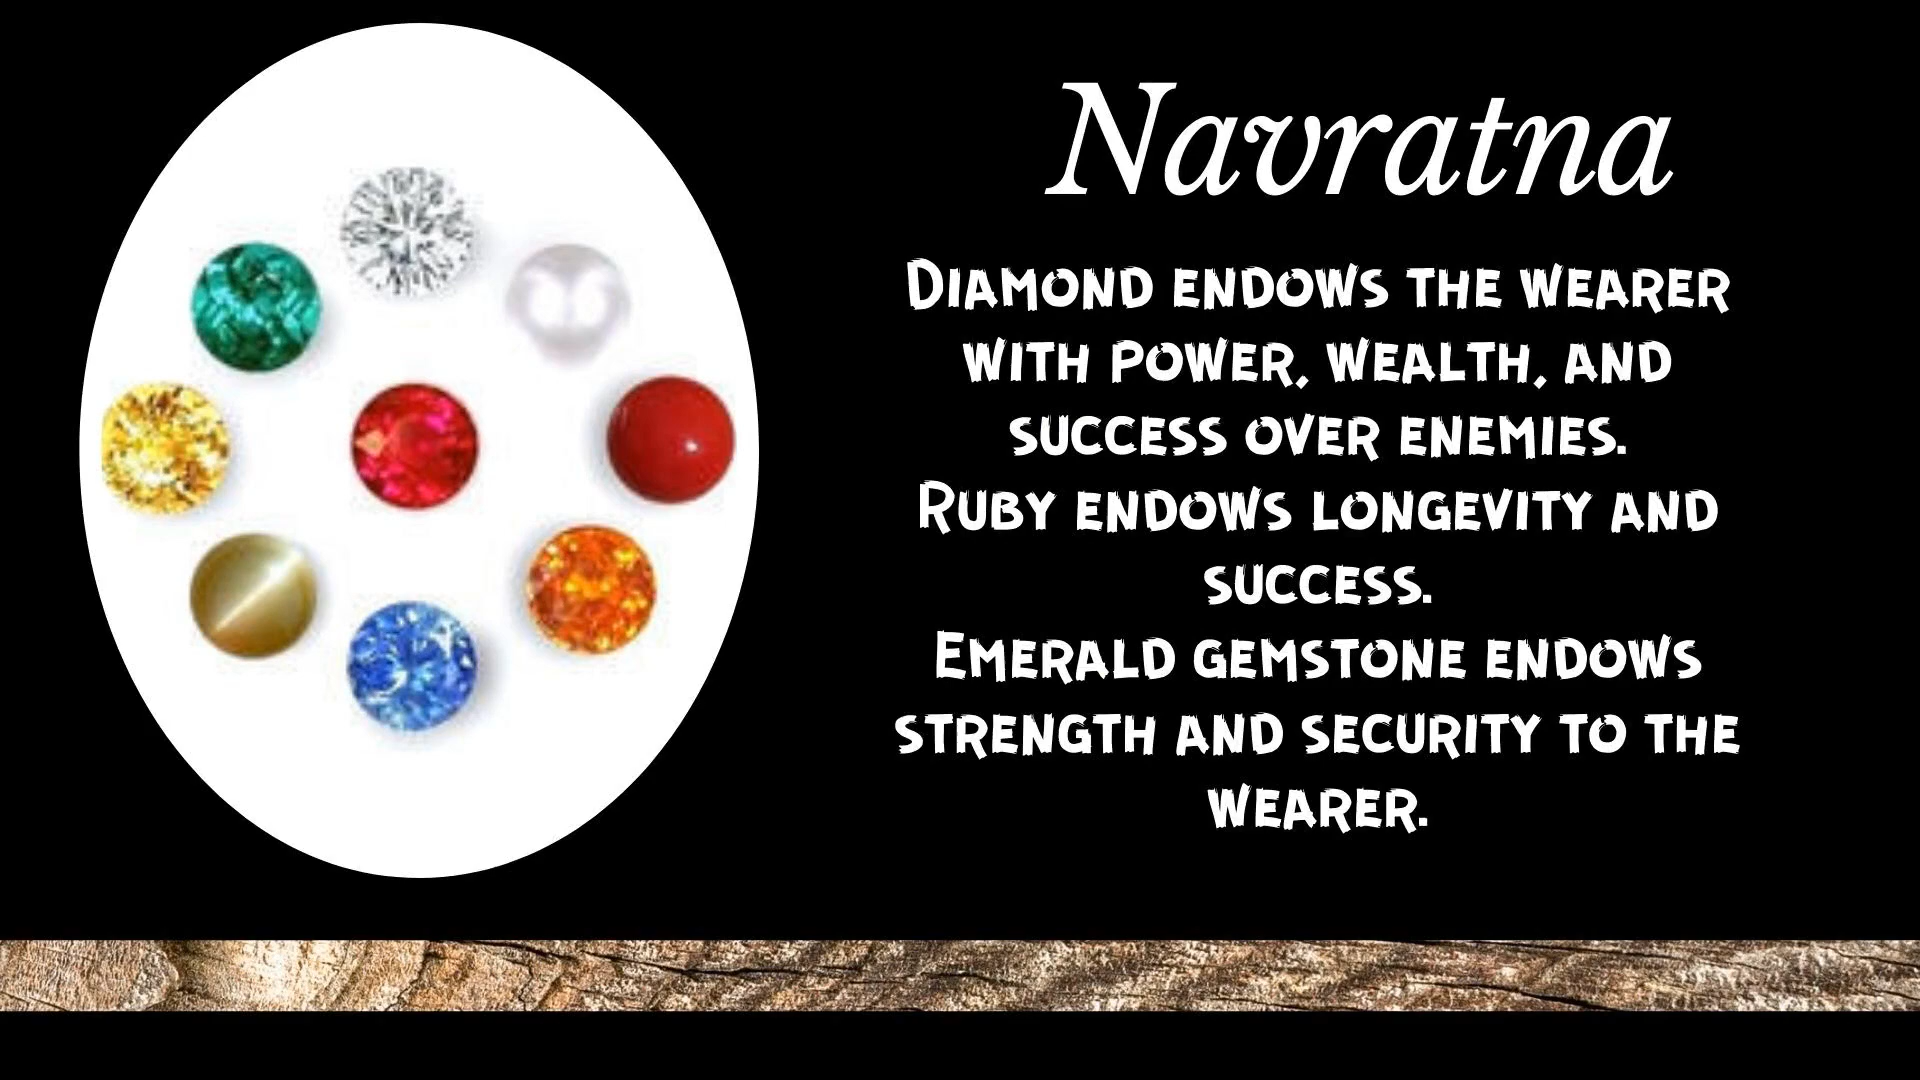 Navratna
Diamond endows the wearer
with power, wealth, and
success over enemies.
Ruby endows longevity and
success.
Emerald gemstone endows
strength and security to the
wearer.